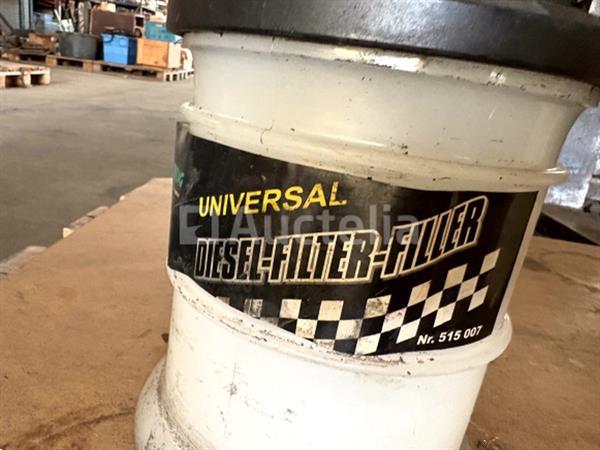 UNIVERSAL
Auctelia
DIESEL-FILTER-FILLER
Nr. 515 007